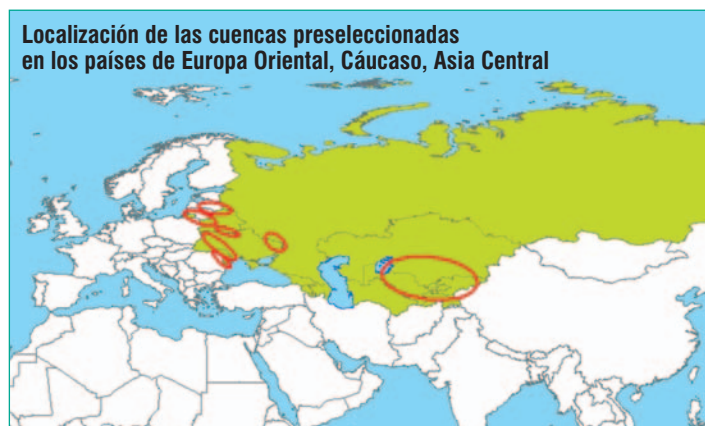 Localización de las cuencas preseleccionadas
en los países de Europa Oriental, Cáucaso, Asia Central